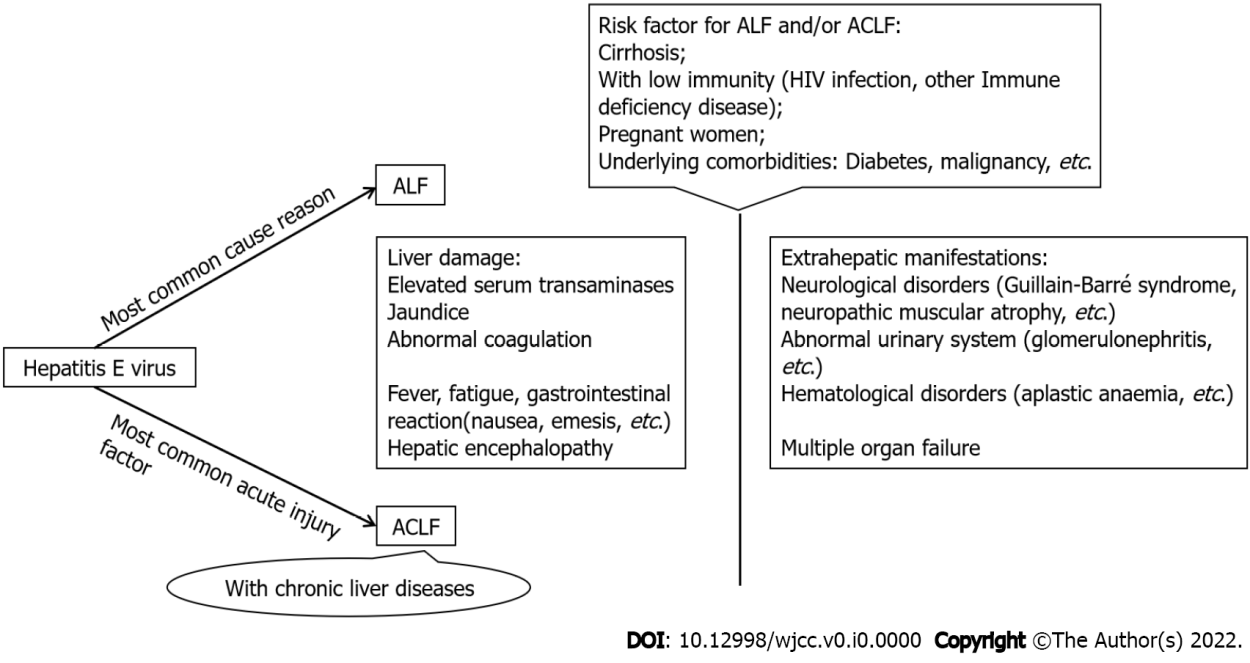 Risk factor for ALF and/or ACLF:
Cirrhosis;
With low immunity (HIV infection, other Immune
deficiency disease);
Pregnant women;
Underlying comorbidities: Diabetes, malignancy, etc.
ALF
Most common cause reason
Liver damage:
Elevated serum transaminases
Jaundice
Abnormal coagulation
Fever, fatigue, gastrointestinal
reaction(nausea, emesis, etc.)
Hepatic encephalopathy
Extrahepatic manifestations:
Neurological disorders (Guillain-Barré syndrome,
neuropathic muscular atrophy, etc.)
Abnormal urinary system (glomerulonephritis,
etc.)
Hematological disorders (aplastic anaemia, etc.)
Multiple organ failure
Hepatitis E virus
Most common acute injury
factor
ACLF
With chronic liver diseases
DOI: 10.12998/wjcc.v0.i0.0000 Copyright ©The Author(s) 2022.